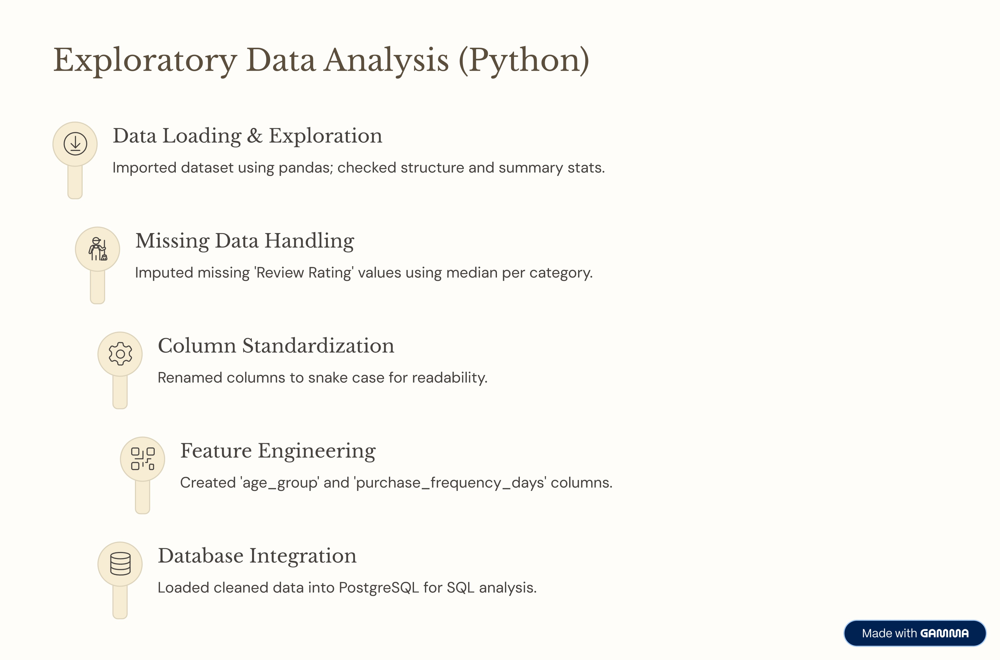 Exploratory Data Analysis (Python)
Data Loading & Exploration
Imported dataset using pandas; checked structure and summary stats.
Missing Data Handling
Imputed missing 'Review Rating' values using median per category.
Column Standardization
Renamed columns to snake case for readability.
Feature Engineering
Created 'age_group' and 'purchase_frequency_days' columns.
Database Integration
Loaded cleaned data into PostgreSQL for SQL analysis.
Made with GAMMA